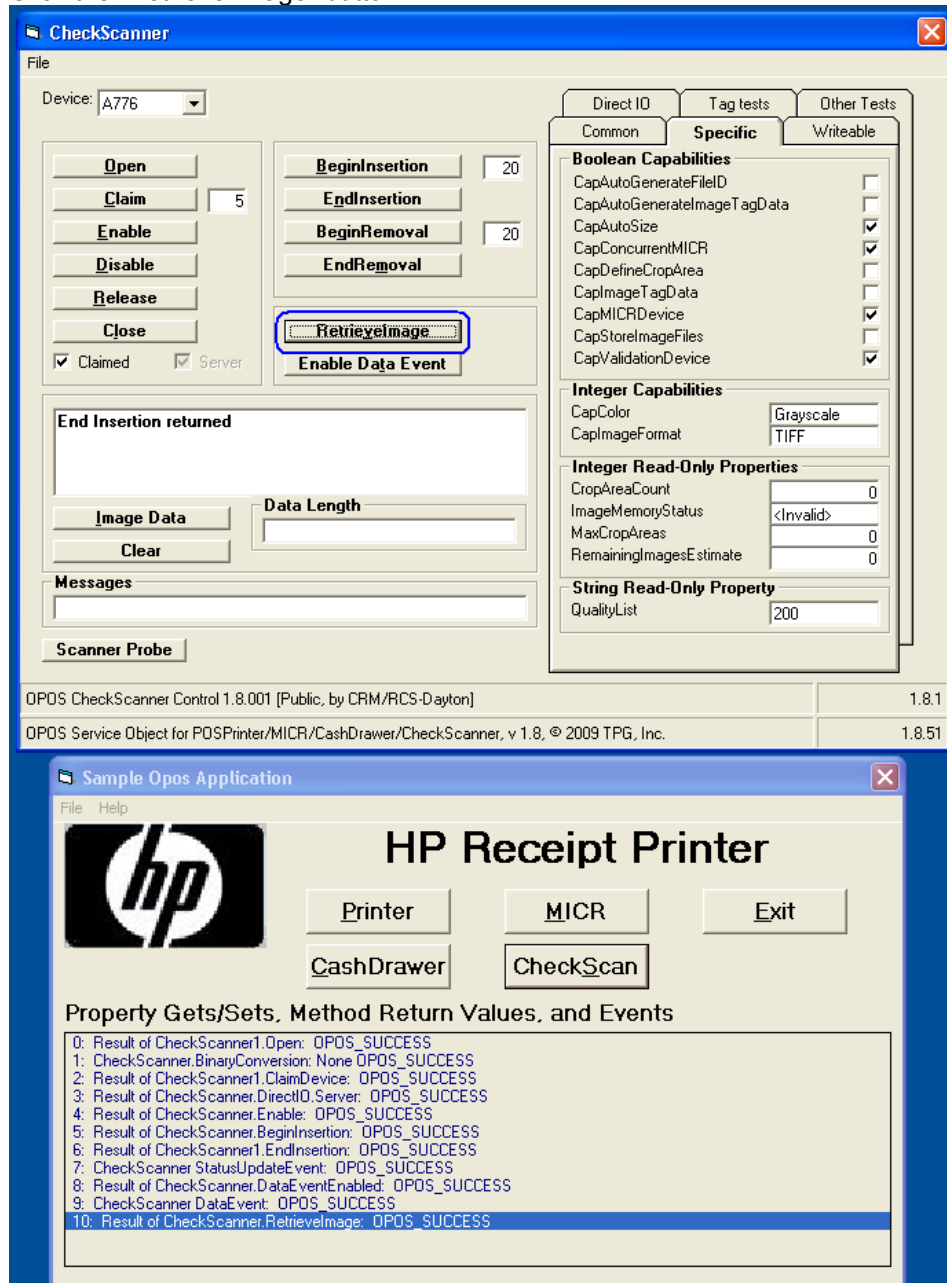 CheckScanner
File
Device: A776
Open
Claim 5
Enable
Disable
Release
Close
Claimed Server
BeginInsertion 20
EndInsertion
BeginRemoval 20
EndRemoval
RetrieveImage
Enable Data Event
End Insertion returned
Image Data
Clear
Data Length
Messages
Scanner Probe
Direct IO Tag tests Other Tests
Common Specific Writeable
Boolean Capabilities
CapAutoGenerateFileID
CapAutoGenerateImageTagData
CapAutoSize
CapConcurrentMICR
CapDefineCropArea
CapImageTagData
CapMICRDevice
CapStoreImageFiles
CapValidationDevice
Integer Capabilities
CapColor Grayscale
CapImageFormat TIFF
Integer Read-Only Properties
CropAreaCount 0
ImageMemoryStatus <Invalid>
MaxCropAreas 0
RemainingImagesEstimate 0
String Read-Only Property
QualityList 200
OPOS CheckScanner Control 1.8.001 [Public, by CRM/RCS-Dayton] 1.8.1
OPOS Service Object for POSPrinter/MICR/CashDrawer/CheckScanner, v 1.8, © 2009 TPG, Inc. 1.8.51
Sample Opos Application
File Help
hp
HP Receipt Printer
Printer MICR Exit
CashDrawer CheckScan
Property Gets/Sets, Method Return Values, and Events
0: Result of CheckScanner1.Open: OPOS_SUCCESS
1: CheckScanner.BinaryConversion: None OPOS_SUCCESS
2: Result of CheckScanner1.ClaimDevice: OPOS_SUCCESS
3: Result of CheckScanner.DirectIO.Server: OPOS_SUCCESS
4: Result of CheckScanner.Enable: OPOS_SUCCESS
5: Result of CheckScanner.BeginInsertion: OPOS_SUCCESS
6: Result of CheckScanner1.EndInsertion: OPOS_SUCCESS
7: CheckScanner StatusUpdateEvent: OPOS_SUCCESS
8: Result of CheckScanner.DataEventEnabled: OPOS_SUCCESS
9: CheckScanner DataEvent: OPOS_SUCCESS
10: Result of CheckScanner.RetrieveImage: OPOS_SUCCESS